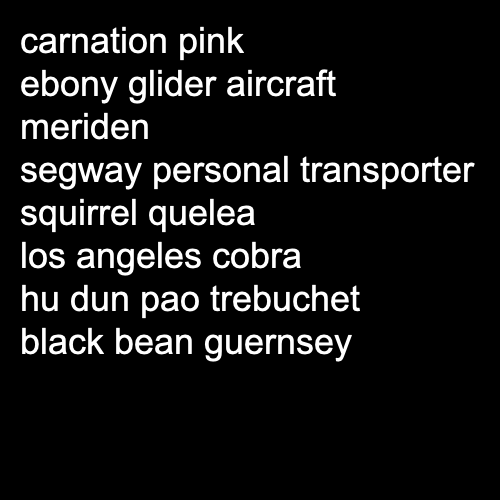 carnation pink
ebony glider aircraft
meriden
segway personal transporter
squirrel quelea
los angeles cobra
hu dun pao trebuchet
black bean guernsey